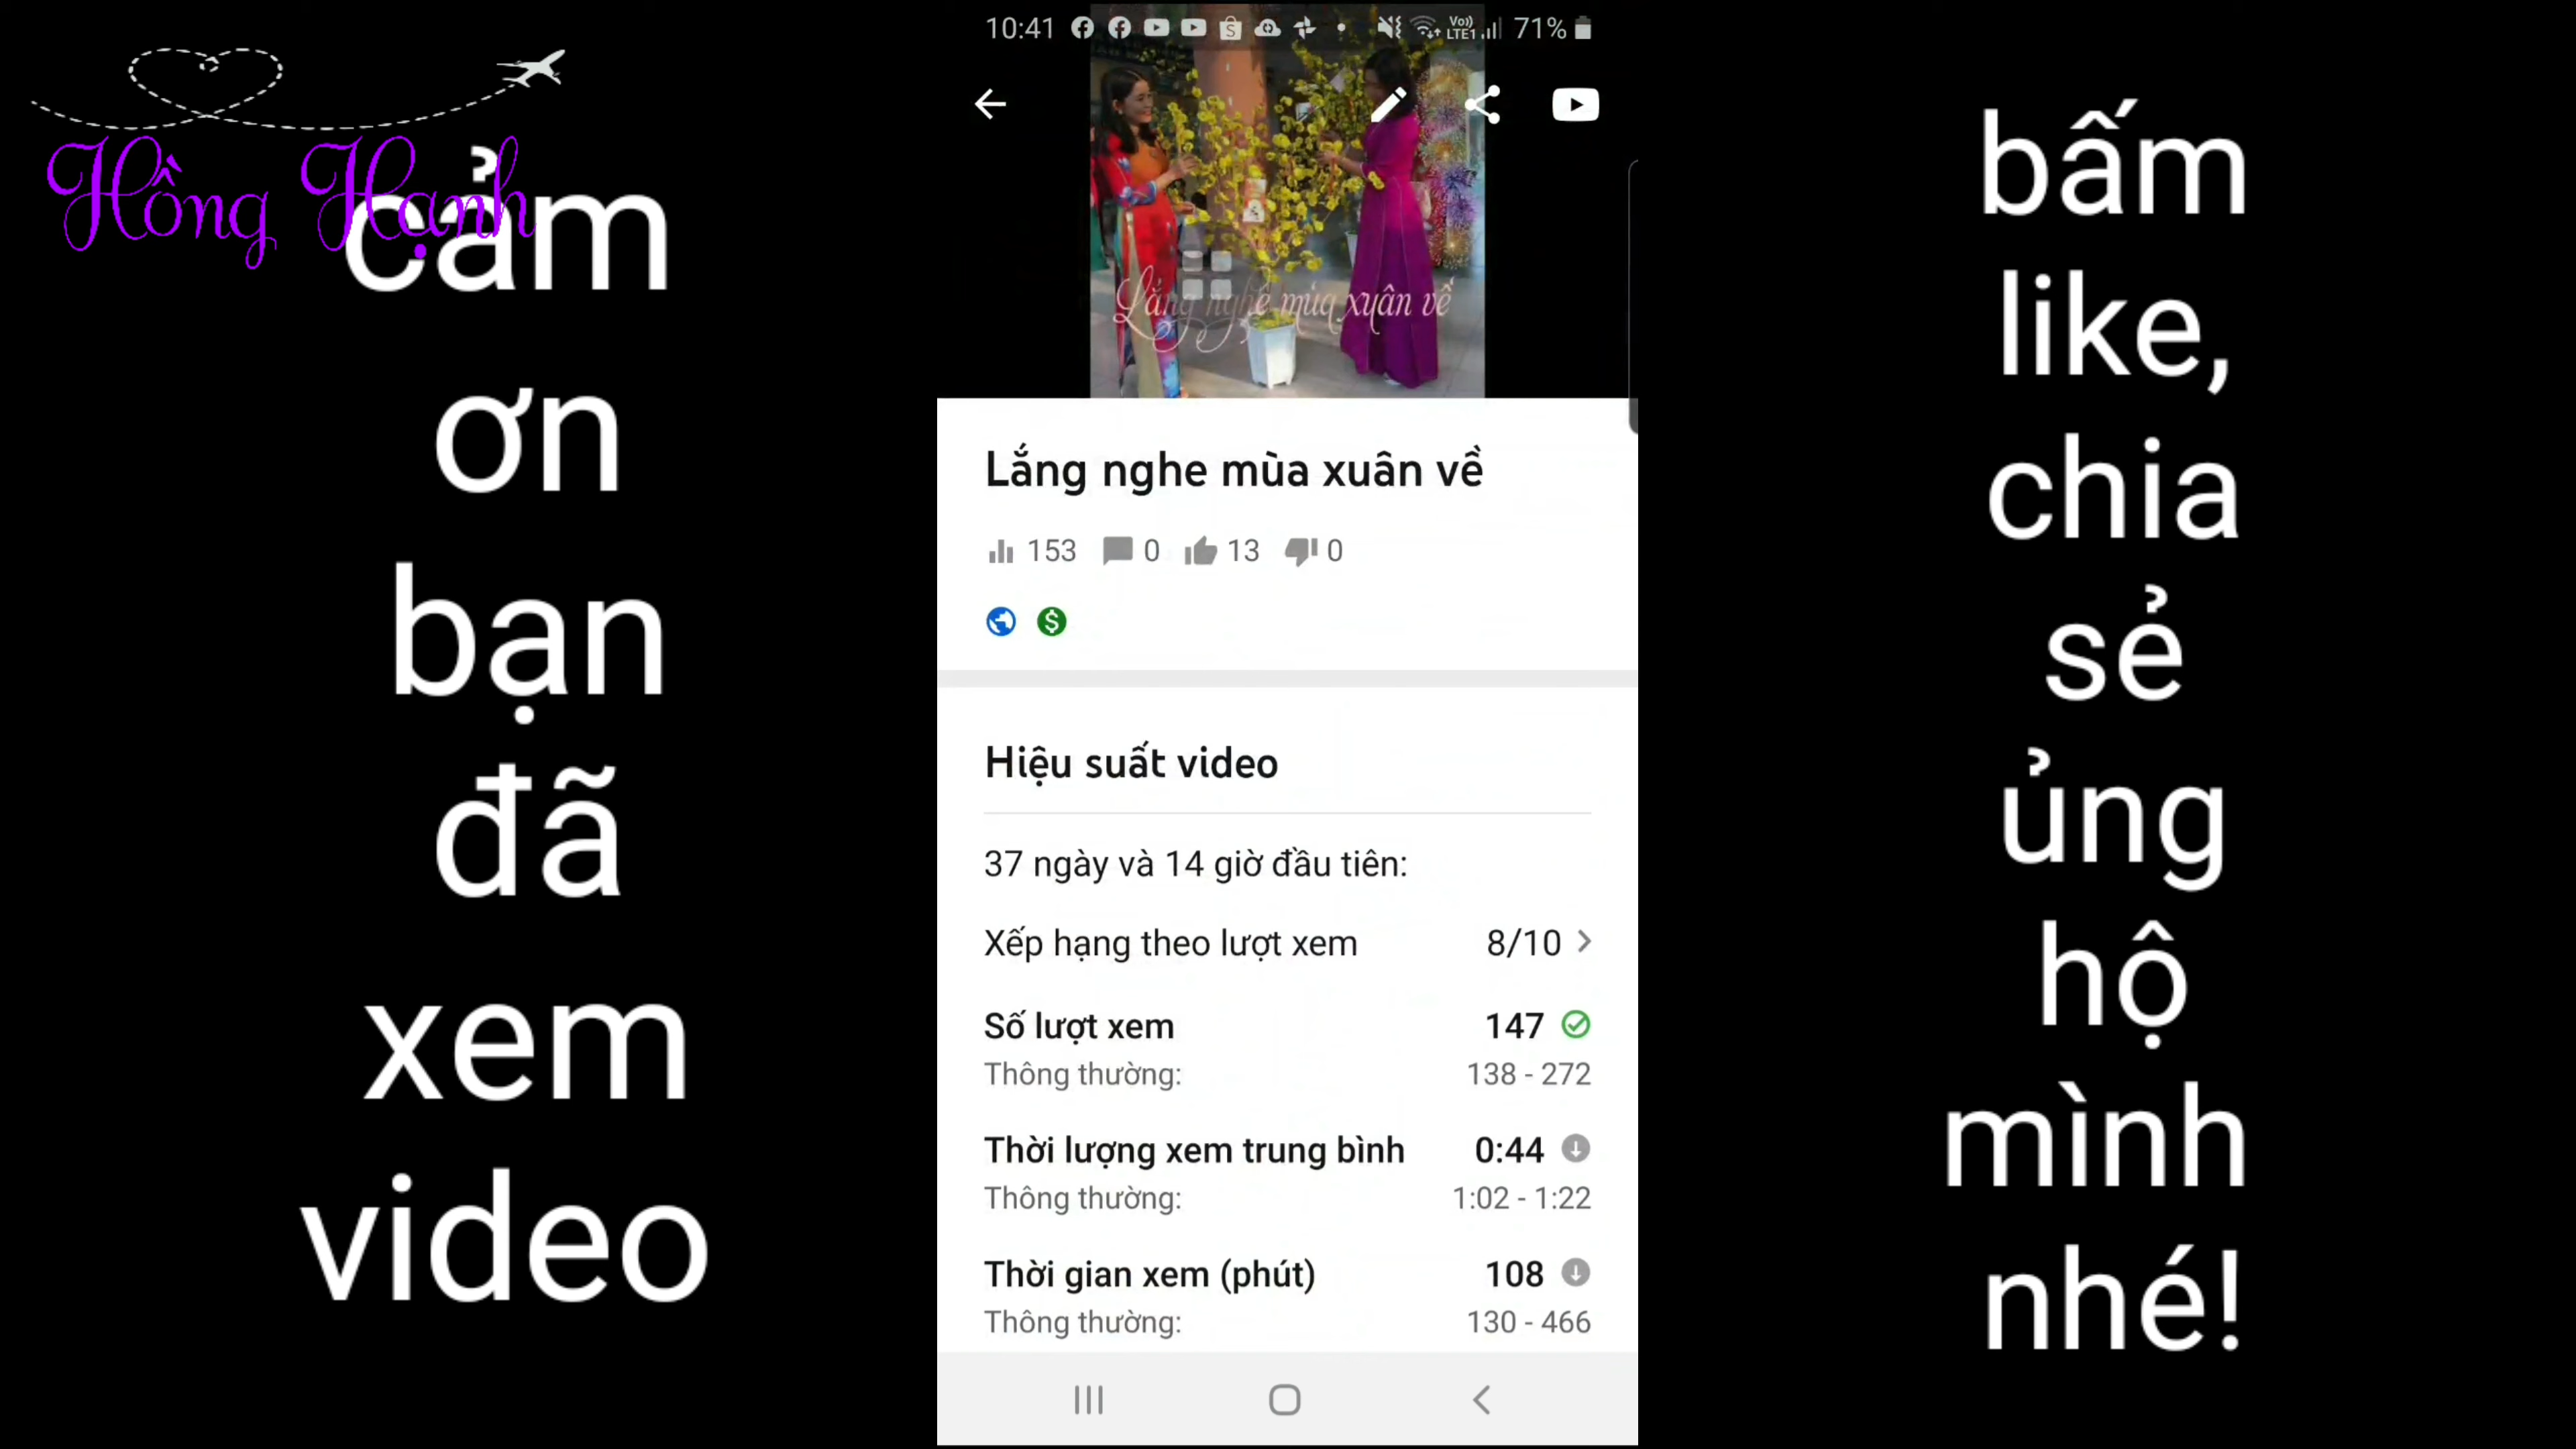 Hồng Hạnh
cảm
ơn
bạn
đã
xem
video
10:41
Vo))
LTE1
71%
Lắng nghe mùa xuân về
Lắng nghe mùa xuân về
153 0 13 0
Hiệu suất video
37 ngày và 14 giờ đầu tiên:
Xếp hạng theo lượt xem 8/10
Số lượt xem 147
Thông thường: 138 - 272
Thời lượng xem trung bình 0:44
Thông thường: 1:02 - 1:22
Thời gian xem (phút) 108
Thông thường: 130 - 466
bấm
like,
chia
sẻ
ủng
hộ
mình
nhé!